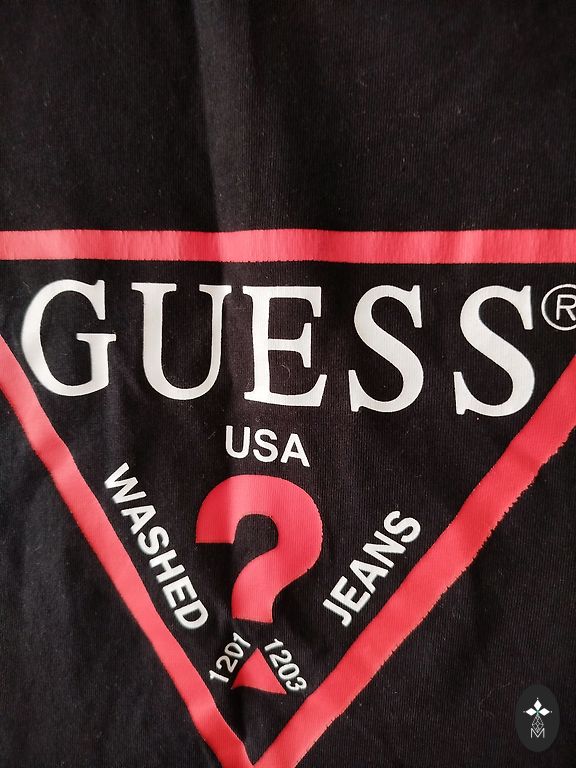 GUESS®
USA
WASHED ? JEANS
1201 1203
M